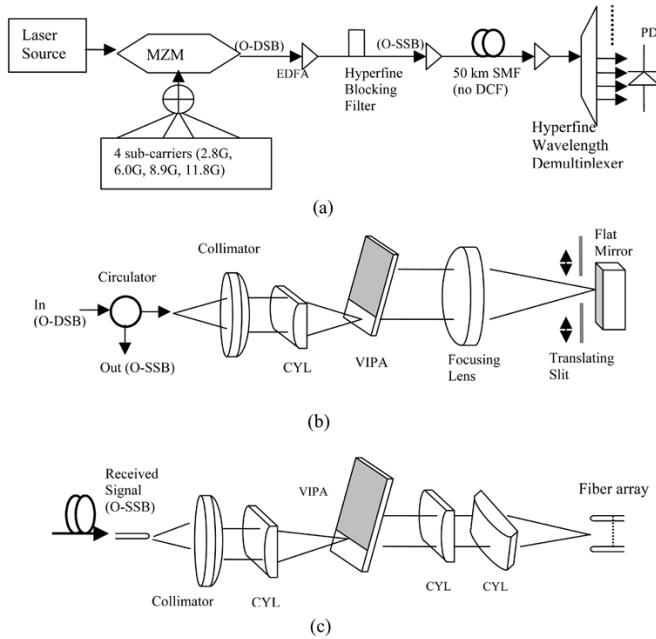 Laser
Source
MZM
(O-DSB)
EDFA
(O-SSB)
Hyperfine
Blocking
Filter
50 km SMF
(no DCF)
PD
Hyperfine
Wavelength
Demultiplexer
4 sub-carriers (2.8G,
6.0G, 8.9G, 11.8G)
(a)
Collimator
Circulator
In
(O-DSB)
Out (O-SSB)
CYL
VIPA
Focusing
Lens
Flat
Mirror
Translating
Slit
(b)
Received
Signal
(O-SSB)
Collimator
CYL
VIPA
CYL
CYL
Fiber array
(c)